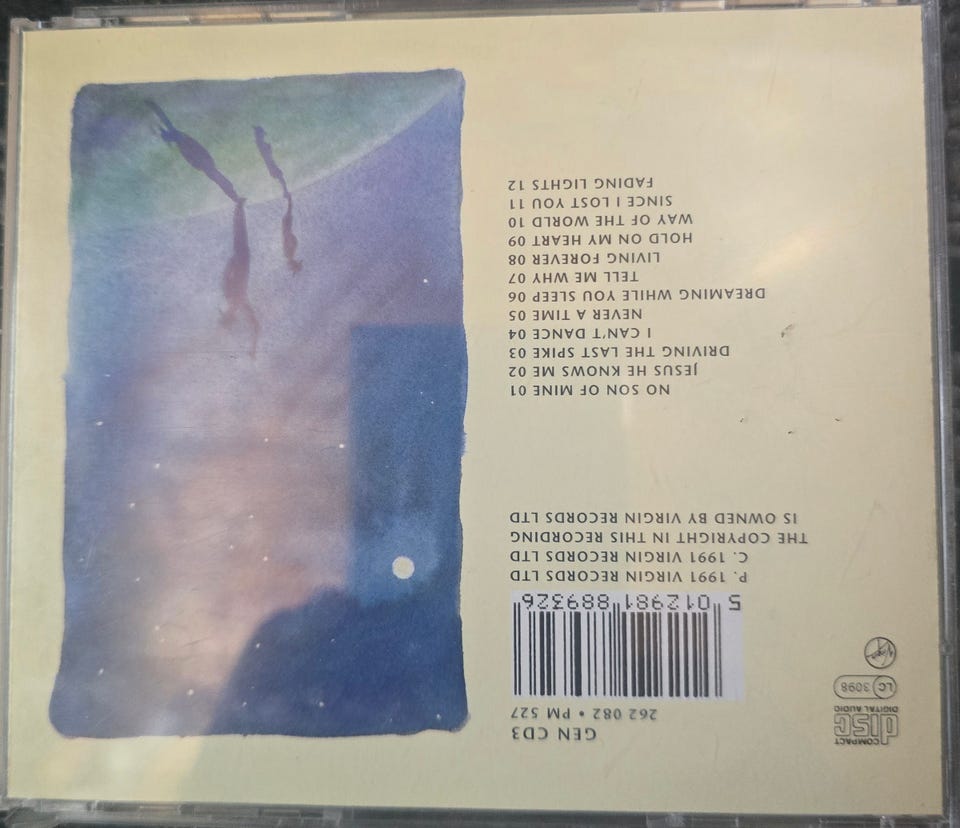 COMPACT
disc
DIGITAL AUDIO
LC 3098
Virgin
GEN CD3
262 082 • PM 527
5 012981 889326
P. 1991 VIRGIN RECORDS LTD
C. 1991 VIRGIN RECORDS LTD
THE COPYRIGHT IN THIS RECORDING
IS OWNED BY VIRGIN RECORDS LTD
NO SON OF MINE 01
JESUS HE KNOWS ME 02
DRIVING THE LAST SPIKE 03
I CAN'T DANCE 04
NEVER A TIME 05
DREAMING WHILE YOU SLEEP 06
TELL ME WHY 07
LIVING FOREVER 08
HOLD ON MY HEART 09
WAY OF THE WORLD 10
SINCE I LOST YOU 11
FADING LIGHTS 12